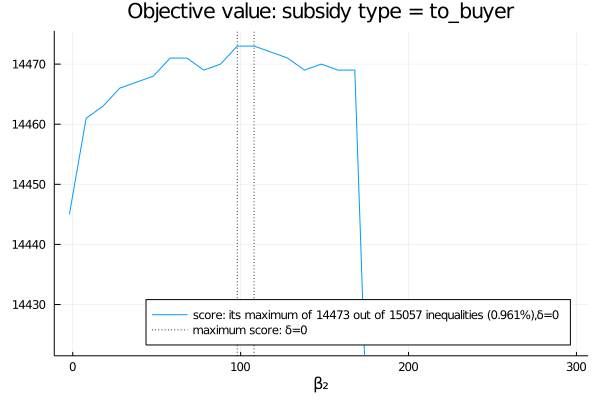 Objective value: subsidy type = to_buyer
14470
14460
14450
14440
14430
score: its maximum of 14473 out of 15057 inequalities (0.961%),δ=0
maximum score: δ=0
0 100 200 300
β₂